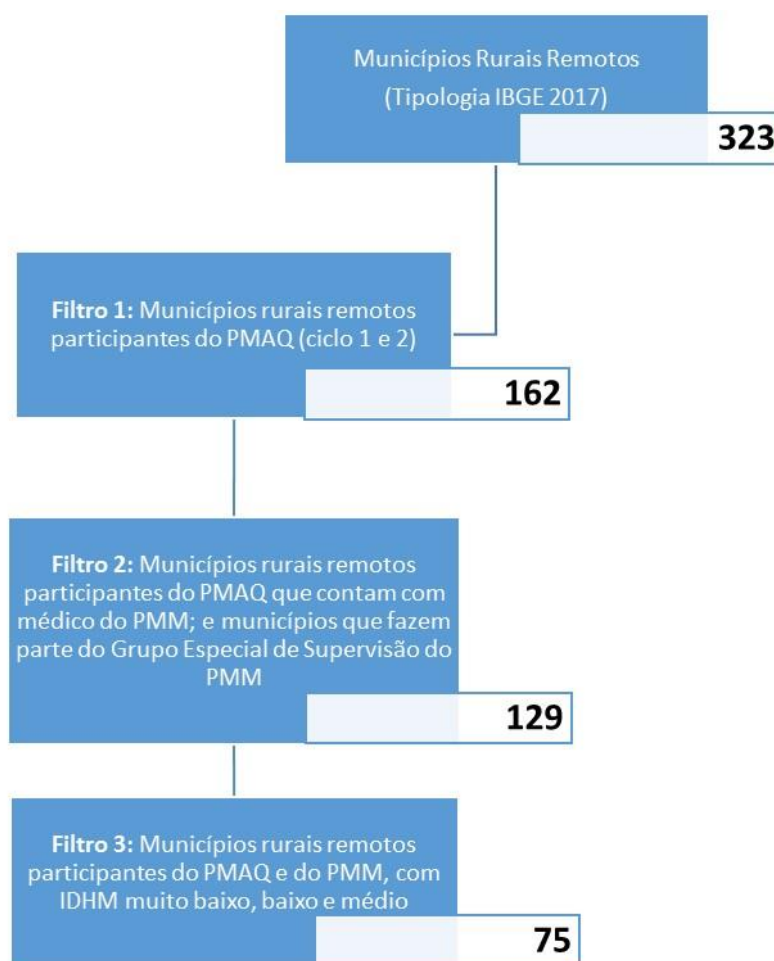 Municípios Rurais Remotos
(Tipologia IBGE 2017)
323
Filtro 1: Municípios rurais remotos
participantes do PMAQ (ciclo 1 e 2)
162
Filtro 2: Municípios rurais remotos
participantes do PMAQ que contam com
médico do PMM; e municípios que fazem
parte do Grupo Especial de Supervisão do
PMM
129
Filtro 3: Municípios rurais remotos
participantes do PMAQ e do PMM, com
IDHM muito baixo, baixo e médio
75